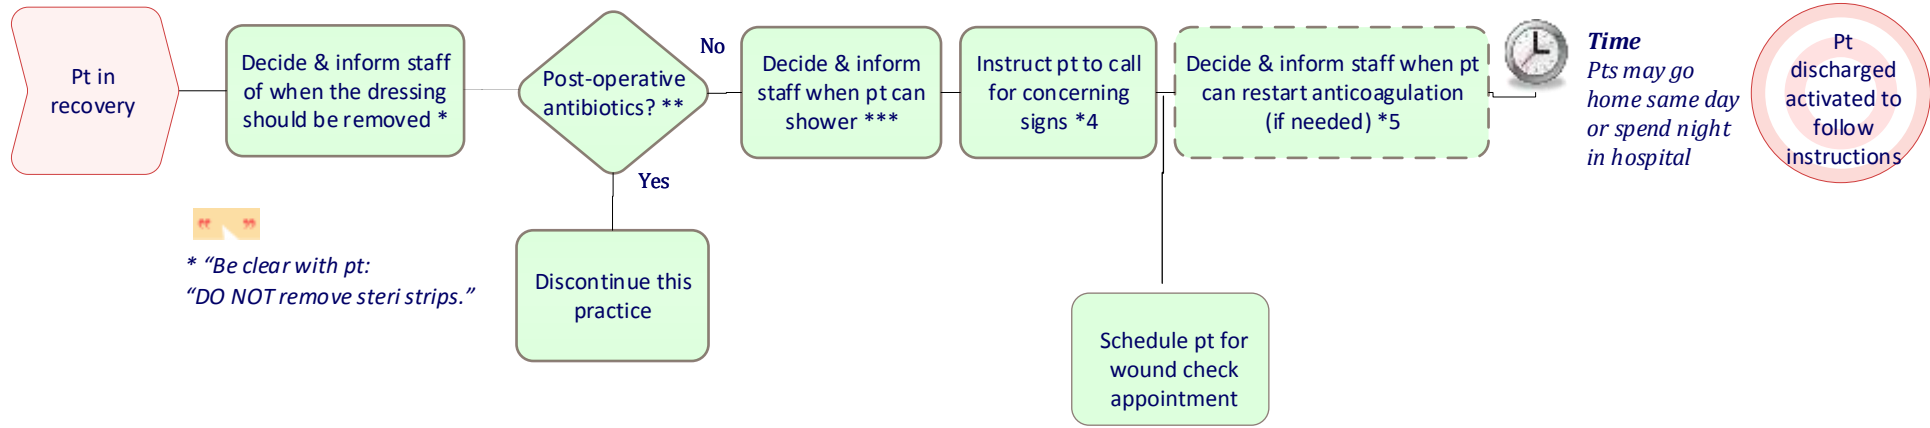 Pt in
recovery
Decide & inform staff
of when the dressing
should be removed *
Post-operative
antibiotics? **
No
Yes
Discontinue this
practice
Decide & inform
staff when pt can
shower ***
Instruct pt to call
for concerning
signs *4
Schedule pt for
wound check
appointment
Decide & inform staff when pt
can restart anticoagulation
(if needed) *5
Time
Pts may go
home same day
or spend night
in hospital
Pt
discharged
activated to
follow
instructions
* “Be clear with pt:
“DO NOT remove steri strips.”